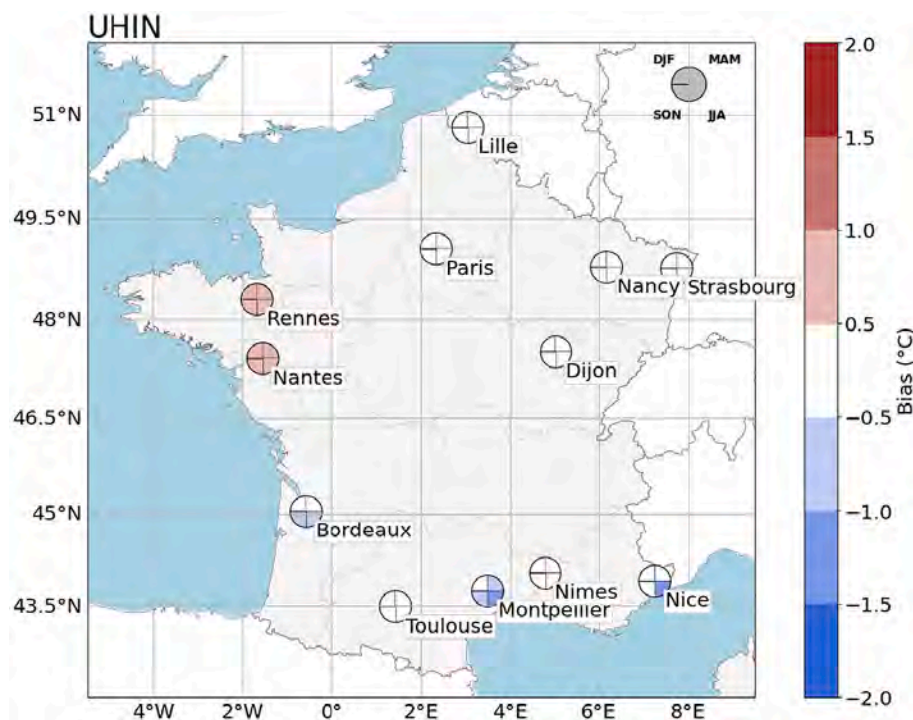 UHIN
DJF MAM
SON JJA
Lille
Paris
Nancy Strasbourg
Rennes
Dijon
Nantes
Bordeaux
Nimes
Nice
Montpellier
Toulouse
51°N
49.5°N
48°N
46.5°N
45°N
43.5°N
4°W 2°W 0° 2°E 4°E 6°E 8°E
2.0
1.5
1.0
0.5
−0.5
−1.0
−1.5
−2.0
Bias (°C)